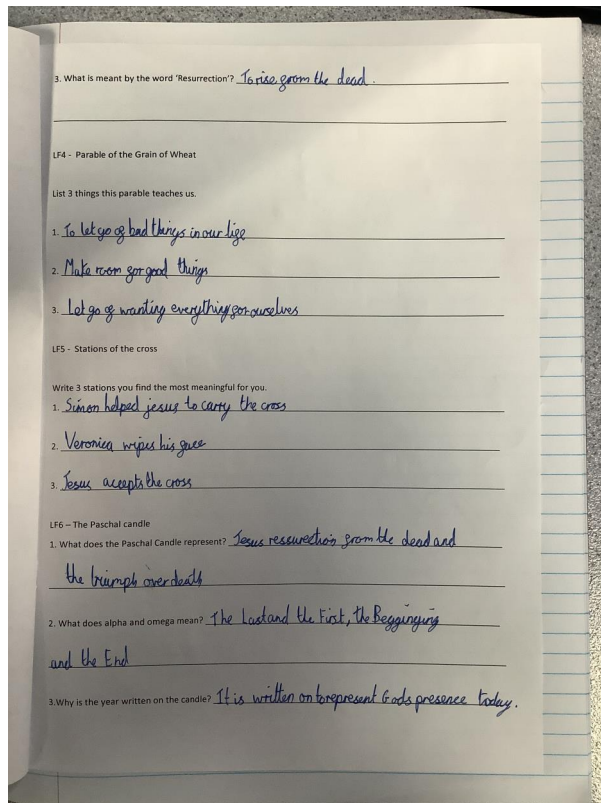 3. What is meant by the word 'Resurrection'? To rise from the dead.
LF4 - Parable of the Grain of Wheat
List 3 things this parable teaches us.
1. To let go of bad things in our life
2. Make room for good things
3. Let go of wanting everything for ourselves
LF5 - Stations of the cross
Write 3 stations you find the most meaningful for you.
1. Simon helped jesus to carry the cross
2. Veronica wipes his face
3. Jesus accepts the cross
LF6 – The Paschal candle
1. What does the Paschal Candle represent? Jesus ressurection from the dead and
the triumph over death
2. What does alpha and omega mean? The Last and the First, the Beggingying
and the End
3.Why is the year written on the candle? It is written on to represent Gods presence today.